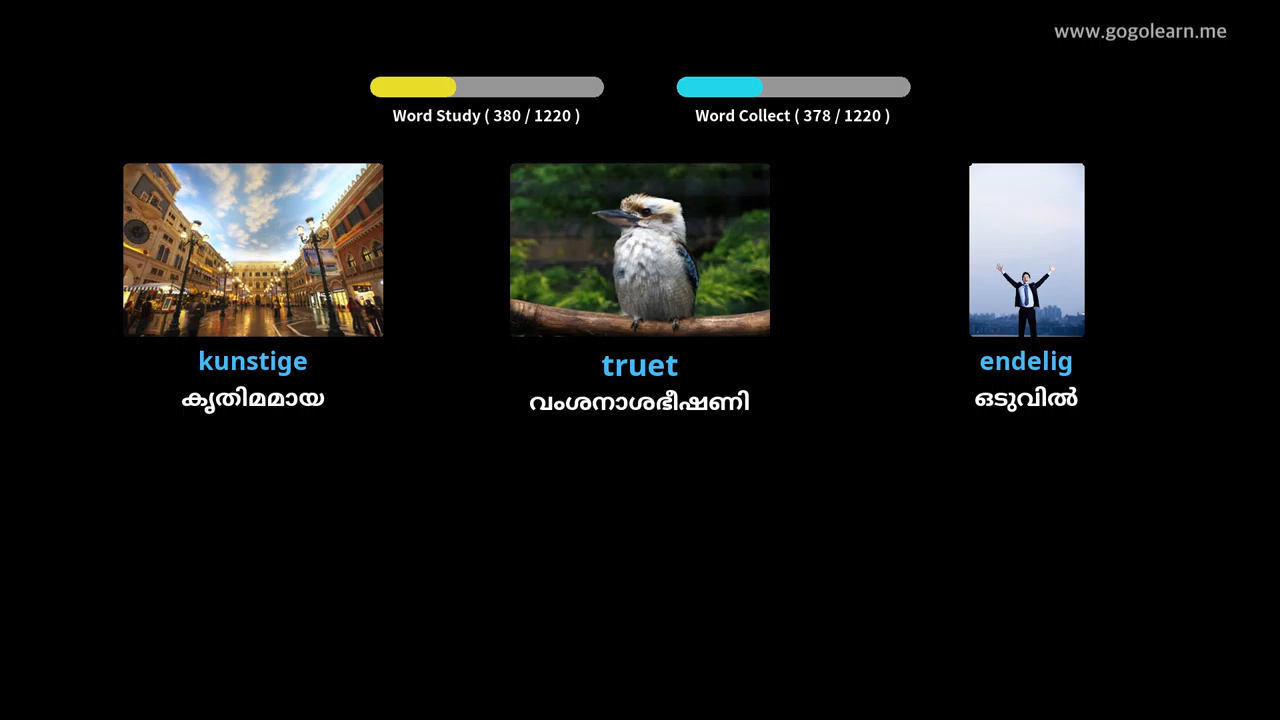 www.gogolearn.me
Word Study ( 380 / 1220 )
Word Collect ( 378 / 1220 )
kunstige
കൃതിമമായ
truet
വംശനാശഭീഷണി
endelig
ഒടുവിൽ